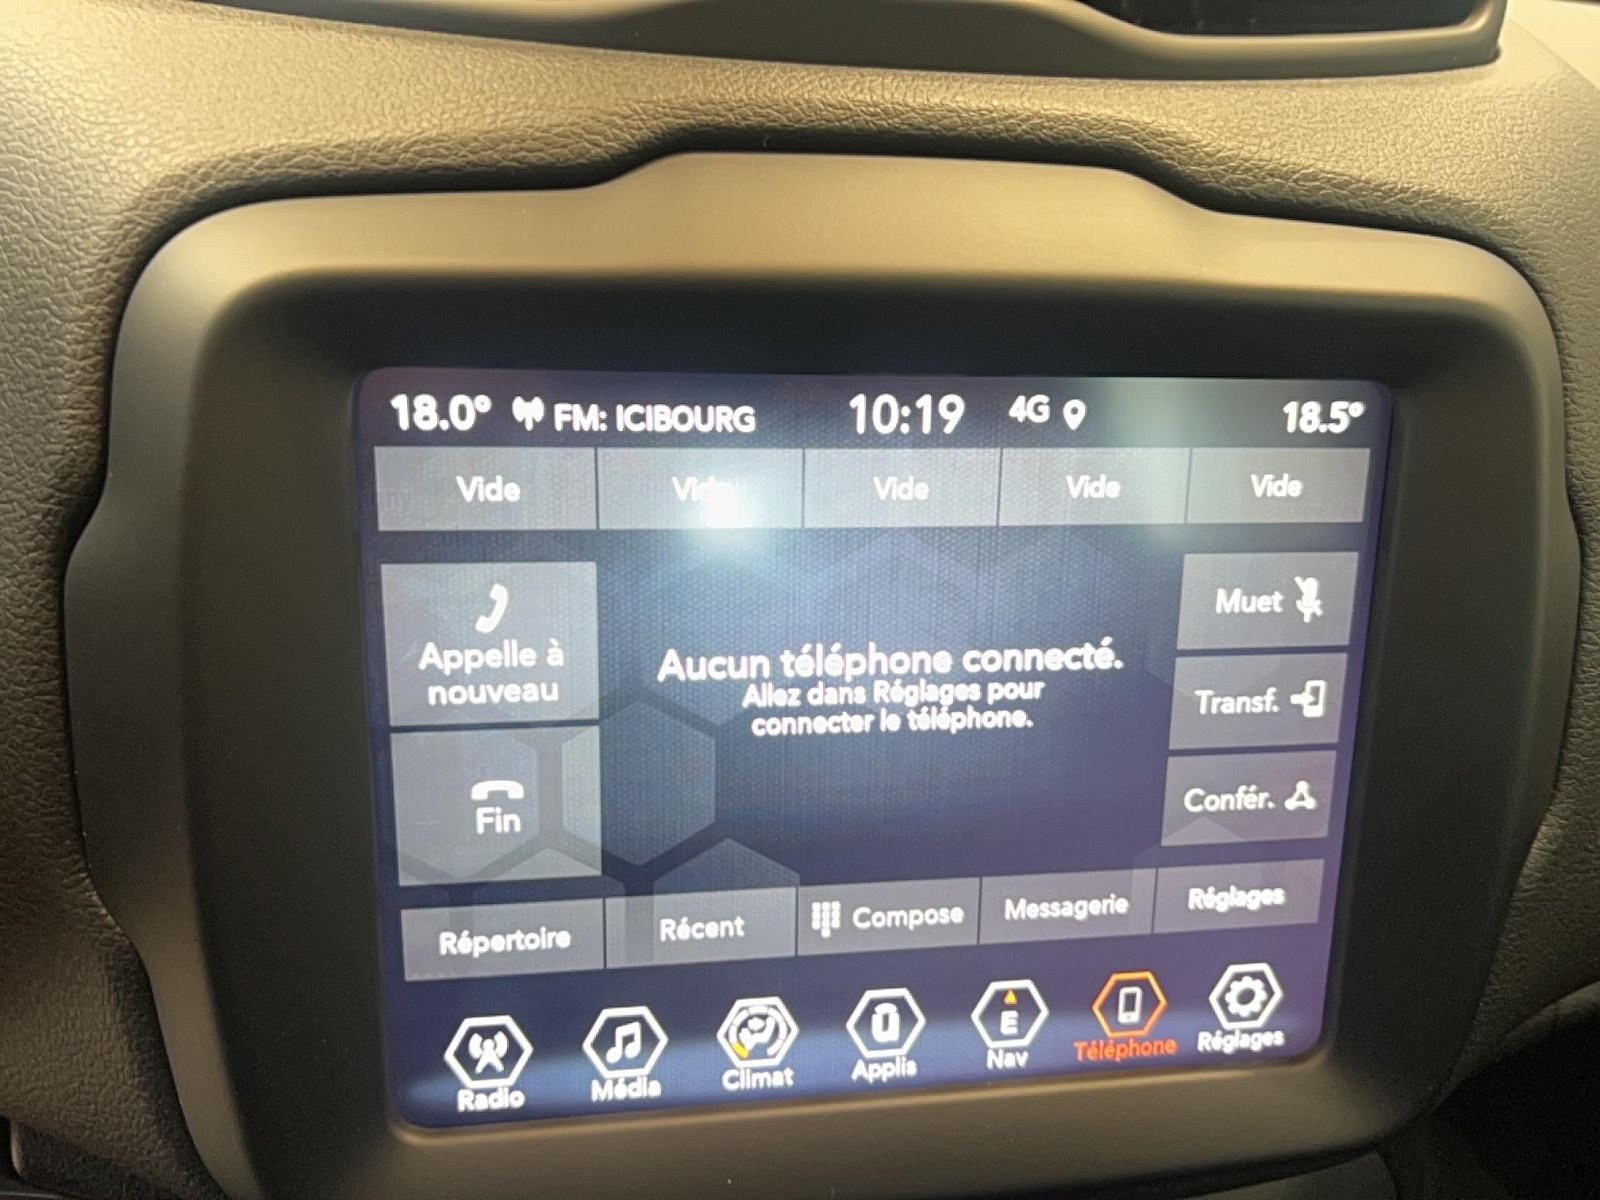 18.0° FM: ICIBOURG 10:19 4G 18.5°
Vide Vide Vide Vide Vide
Appelle à
nouveau
Fin
Aucun téléphone connecté.
Allez dans Réglages pour
connecter le téléphone.
Muet
Transf.
Confér.
Répertoire Récent Compose Messagerie Réglages
E
Radio Média Climat Applis Nav Téléphone Réglages